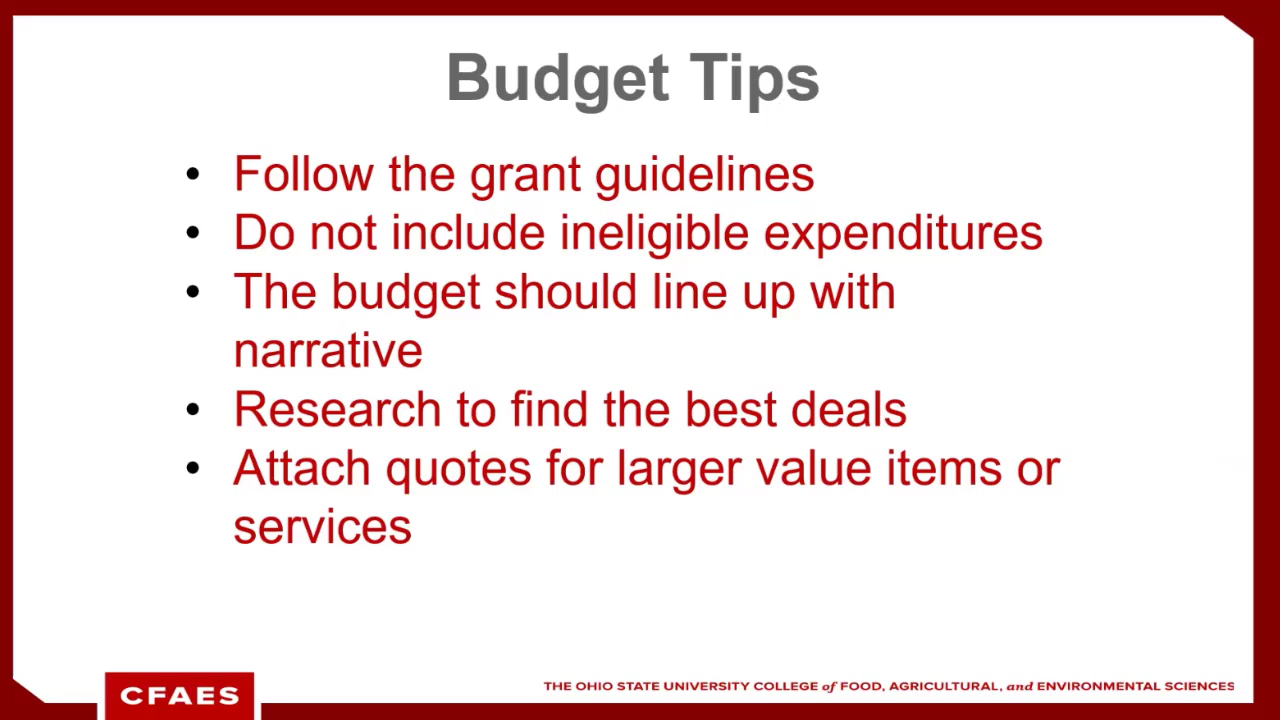 Budget Tips
• Follow the grant guidelines
• Do not include ineligible expenditures
• The budget should line up with
narrative
• Research to find the best deals
• Attach quotes for larger value items or
services
CFAES
THE OHIO STATE UNIVERSITY COLLEGE of FOOD, AGRICULTURAL, and ENVIRONMENTAL SCIENCES